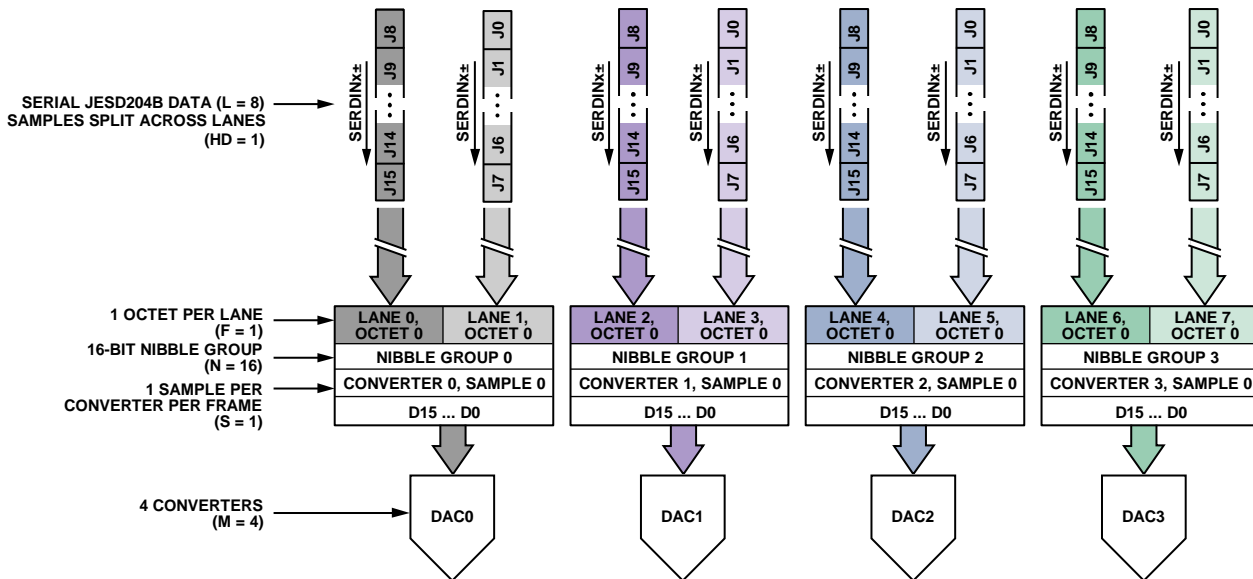 J8
J9
J14
J15
SERDINx±
J0
J1
J6
J7
SERDINx±
J8
J9
J14
J15
SERDINx±
J0
J1
J6
J7
SERDINx±
J8
J9
J14
J15
SERDINx±
J0
J1
J6
J7
SERDINx±
J8
J9
J14
J15
SERDINx±
J0
J1
J6
J7
SERDINx±
SERIAL JESD204B DATA (L = 8)
SAMPLES SPLIT ACROSS LANES
(HD = 1)
1 OCTET PER LANE
(F = 1)
LANE 0,
OCTET 0
LANE 1,
OCTET 0
LANE 2,
OCTET 0
LANE 3,
OCTET 0
LANE 4,
OCTET 0
LANE 5,
OCTET 0
LANE 6,
OCTET 0
LANE 7,
OCTET 0
16-BIT NIBBLE GROUP
(N = 16)
NIBBLE GROUP 0
NIBBLE GROUP 1
NIBBLE GROUP 2
NIBBLE GROUP 3
1 SAMPLE PER
CONVERTER PER FRAME
(S = 1)
CONVERTER 0, SAMPLE 0
CONVERTER 1, SAMPLE 0
CONVERTER 2, SAMPLE 0
CONVERTER 3, SAMPLE 0
D15 ... D0
D15 ... D0
D15 ... D0
D15 ... D0
4 CONVERTERS
(M = 4)
DAC0
DAC1
DAC2
DAC3